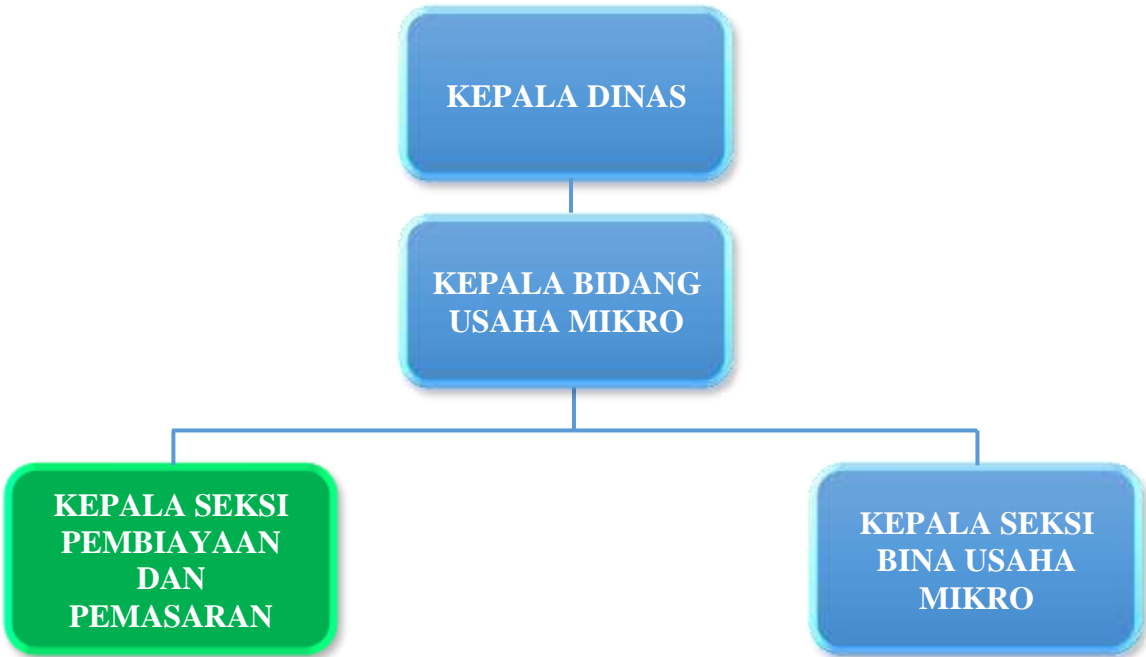 KEPALA DINAS
KEPALA BIDANG
USAHA MIKRO
KEPALA SEKSI
PEMBIAYAAN
DAN
PEMASARAN
KEPALA SEKSI
BINA USAHA
MIKRO